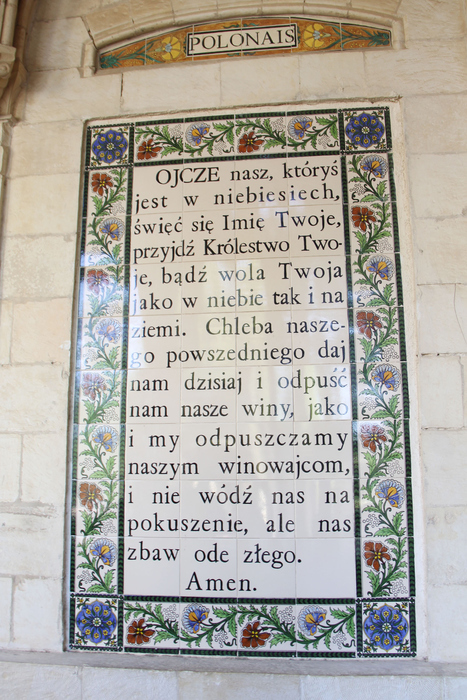 POLONAIS
OJCZE nasz, któryś
jest w niebiesiech,
święć się Imię Twoje,
przyjdź Królestwo Two-
je, bądź wola Twoja
jako w niebie tak i na
ziemi. Chleba nasze-
go powszedniego daj
nam dzisiaj i odpuść
nam nasze winy, jako
i my odpuszczamy
naszym winowajcom,
i nie wódź nas na
pokuszenie, ale nas
zbaw ode złego.
Amen.